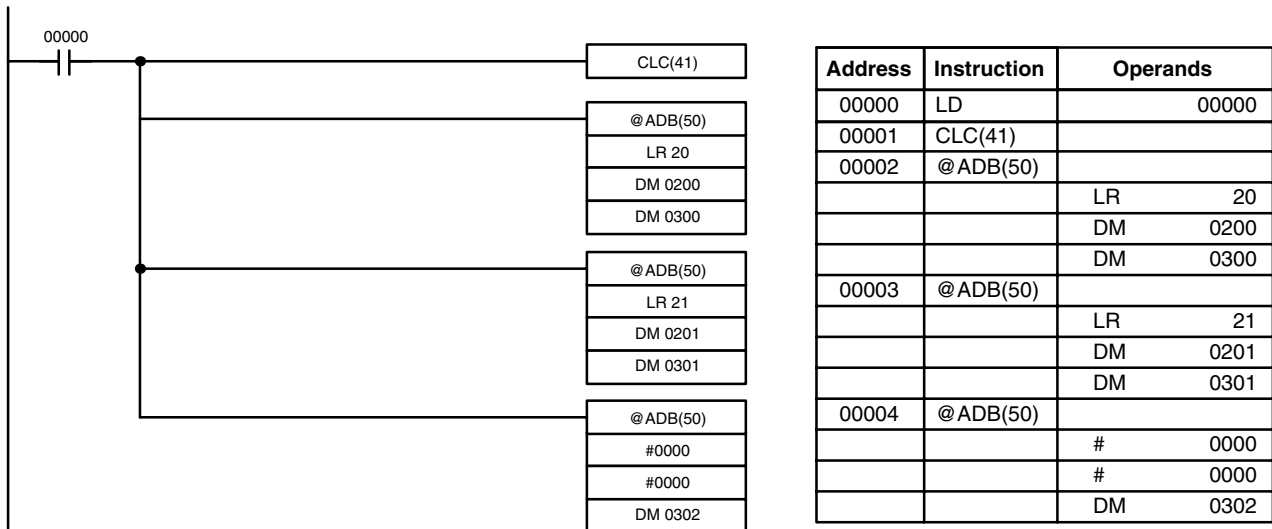 00000
CLC(41)
@ADB(50)
LR 20
DM 0200
DM 0300
@ADB(50)
LR 21
DM 0201
DM 0301
@ADB(50)
#0000
#0000
DM 0302
Address Instruction Operands
00000 LD 00000
00001 CLC(41)
00002 @ADB(50)
LR 20
DM 0200
DM 0300
00003 @ADB(50)
LR 21
DM 0201
DM 0301
00004 @ADB(50)
# 0000
# 0000
DM 0302